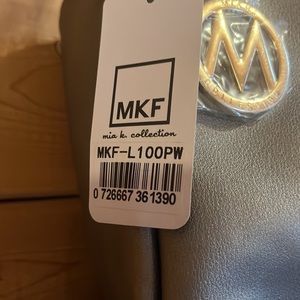 M
MKF
mia k. collection
MKF-L100PW
0 726667 361390